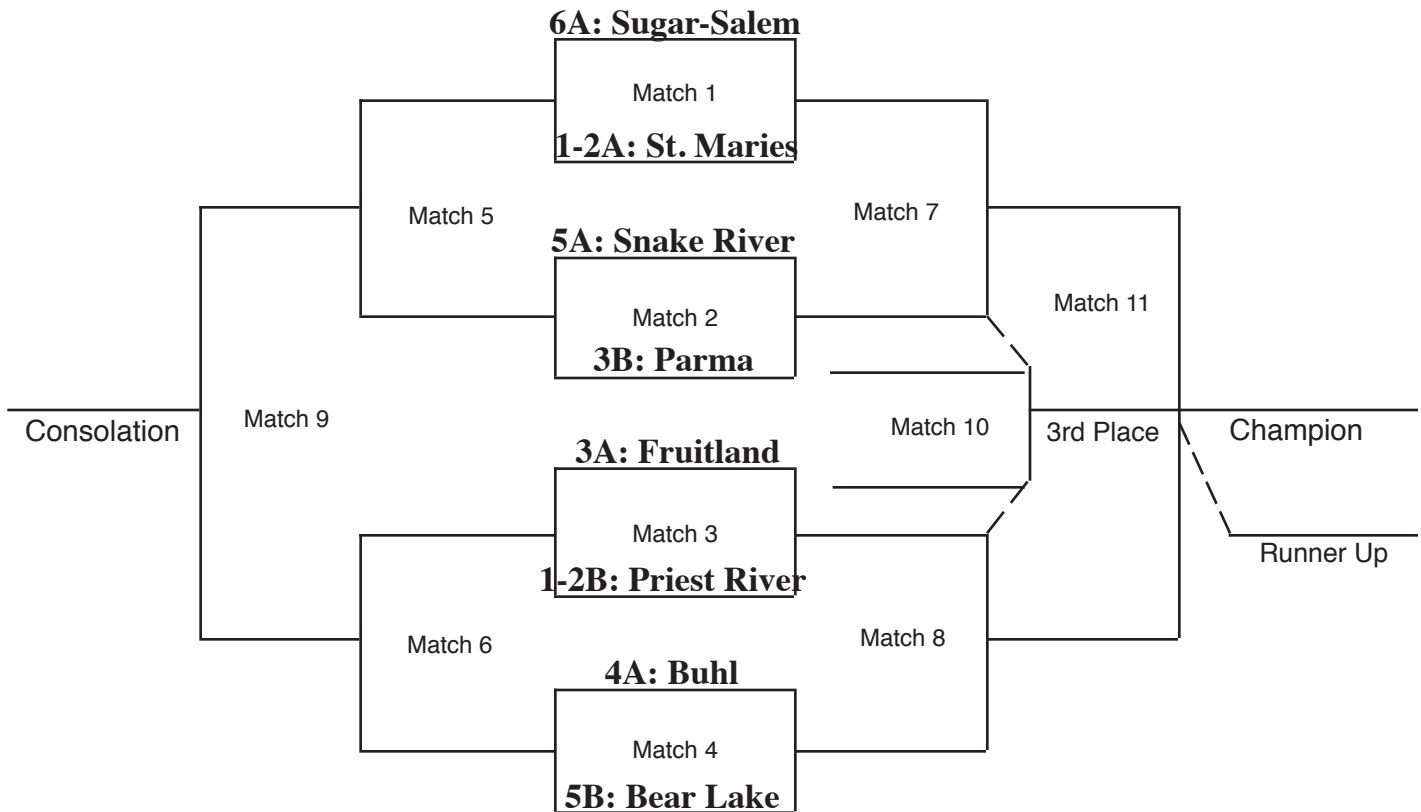 6A: Sugar-Salem
Match 1
1-2A: St. Maries
Match 5
Match 7
5A: Snake River
Match 2
3B: Parma
Match 11
Consolation
Match 9
Match 10
3rd Place
Champion
3A: Fruitland
Match 3
1-2B: Priest River
Runner Up
Match 6
Match 8
4A: Buhl
Match 4
5B: Bear Lake